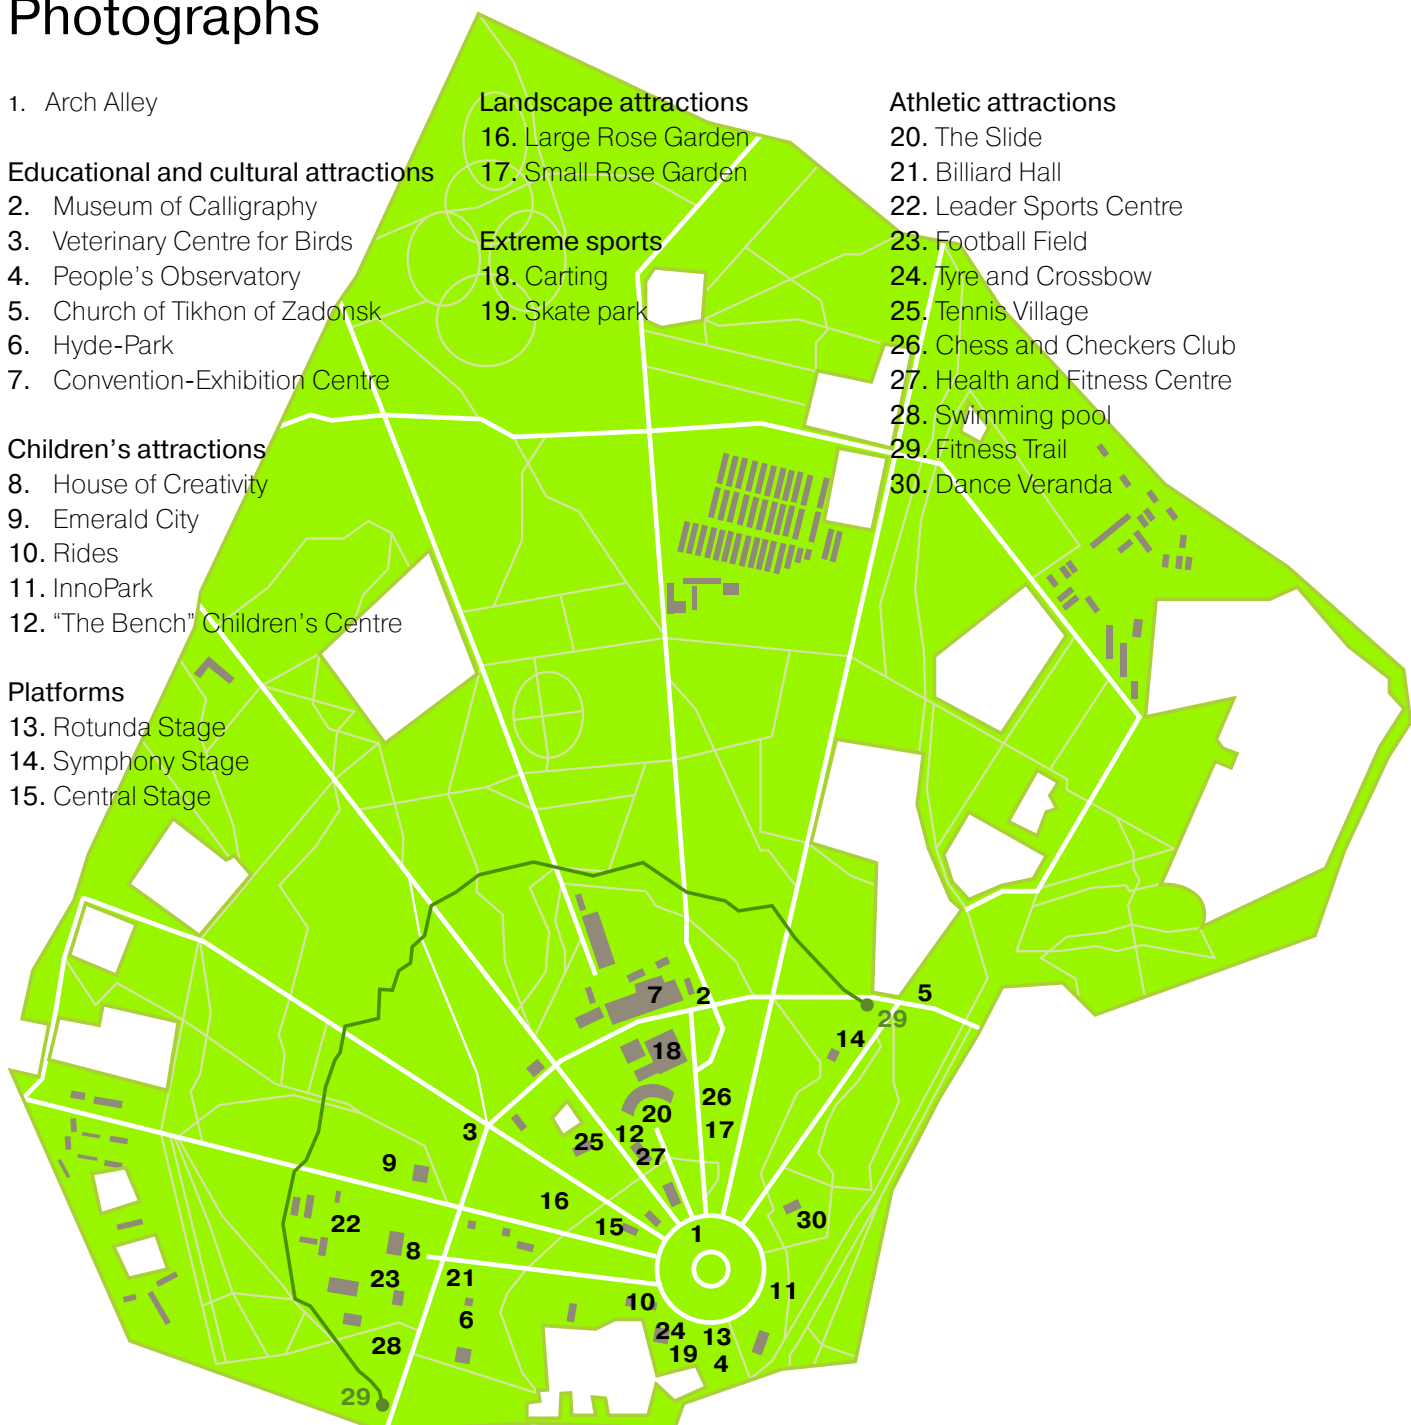 Photographs
1. Arch Alley
Educational and cultural attractions
2. Museum of Calligraphy
3. Veterinary Centre for Birds
4. People's Observatory
5. Church of Tikhon of Zadonsk
6. Hyde-Park
7. Convention-Exhibition Centre
Children's attractions
8. House of Creativity
9. Emerald City
10. Rides
11. InnoPark
12. “The Bench” Children's Centre
Platforms
13. Rotunda Stage
14. Symphony Stage
15. Central Stage
Landscape attractions
16. Large Rose Garden
17. Small Rose Garden
Extreme sports
18. Carting
19. Skate park
Athletic attractions
20. The Slide
21. Billiard Hall
22. Leader Sports Centre
23. Football Field
24. Tyre and Crossbow
25. Tennis Village
26. Chess and Checkers Club
27. Health and Fitness Centre
28. Swimming pool
29. Fitness Trail
30. Dance Veranda
7
2
5
29
14
18
26
20
17
12
3
25
27
9
16
22
15
1
30
8
23
21
11
10
6
24
13
28
19
4
29